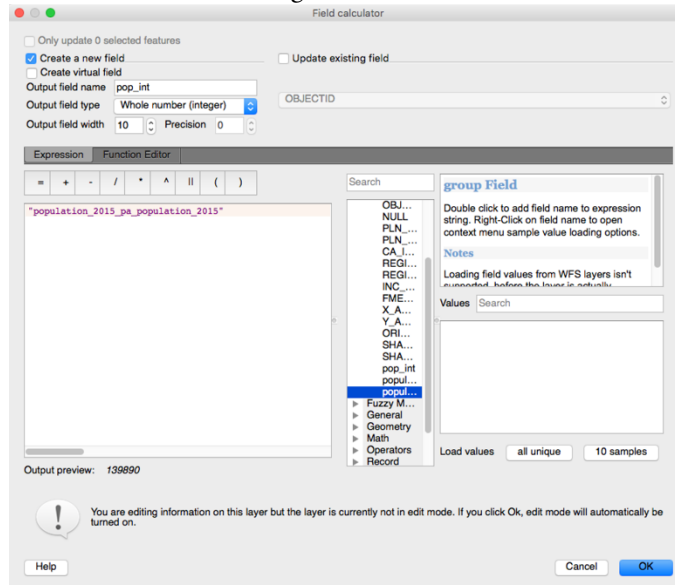 Field calculator
Only update 0 selected features
Create a new field
Update existing field
Create virtual field
Output field name pop_int
Output field type Whole number (integer)
OBJECTID
Output field width 10 Precision 0
Expression Function Editor
= + - / * ^ || ( )
Search
group Field
"population_2015_pa_population_2015"
Double click to add field name to expression
string. Right-Click on field name to open
context menu sample value loading options.
Notes
Loading field values from WFS layers isn't
supported, before the layer is actually
OBJ...
NULL
PLN_...
PLN_...
CA_I...
REGI...
REGI...
INC_...
FME...
X_A...
Y_A...
ORI...
SHA...
SHA...
pop_int
popul...
popul...
Fuzzy M...
General
Geometry
Math
Operators
Record
Values Search
Load values all unique 10 samples
Output preview: 139890
You are editing information on this layer but the layer is currently not in edit mode. If you click Ok, edit mode will automatically be
turned on.
Help
Cancel OK